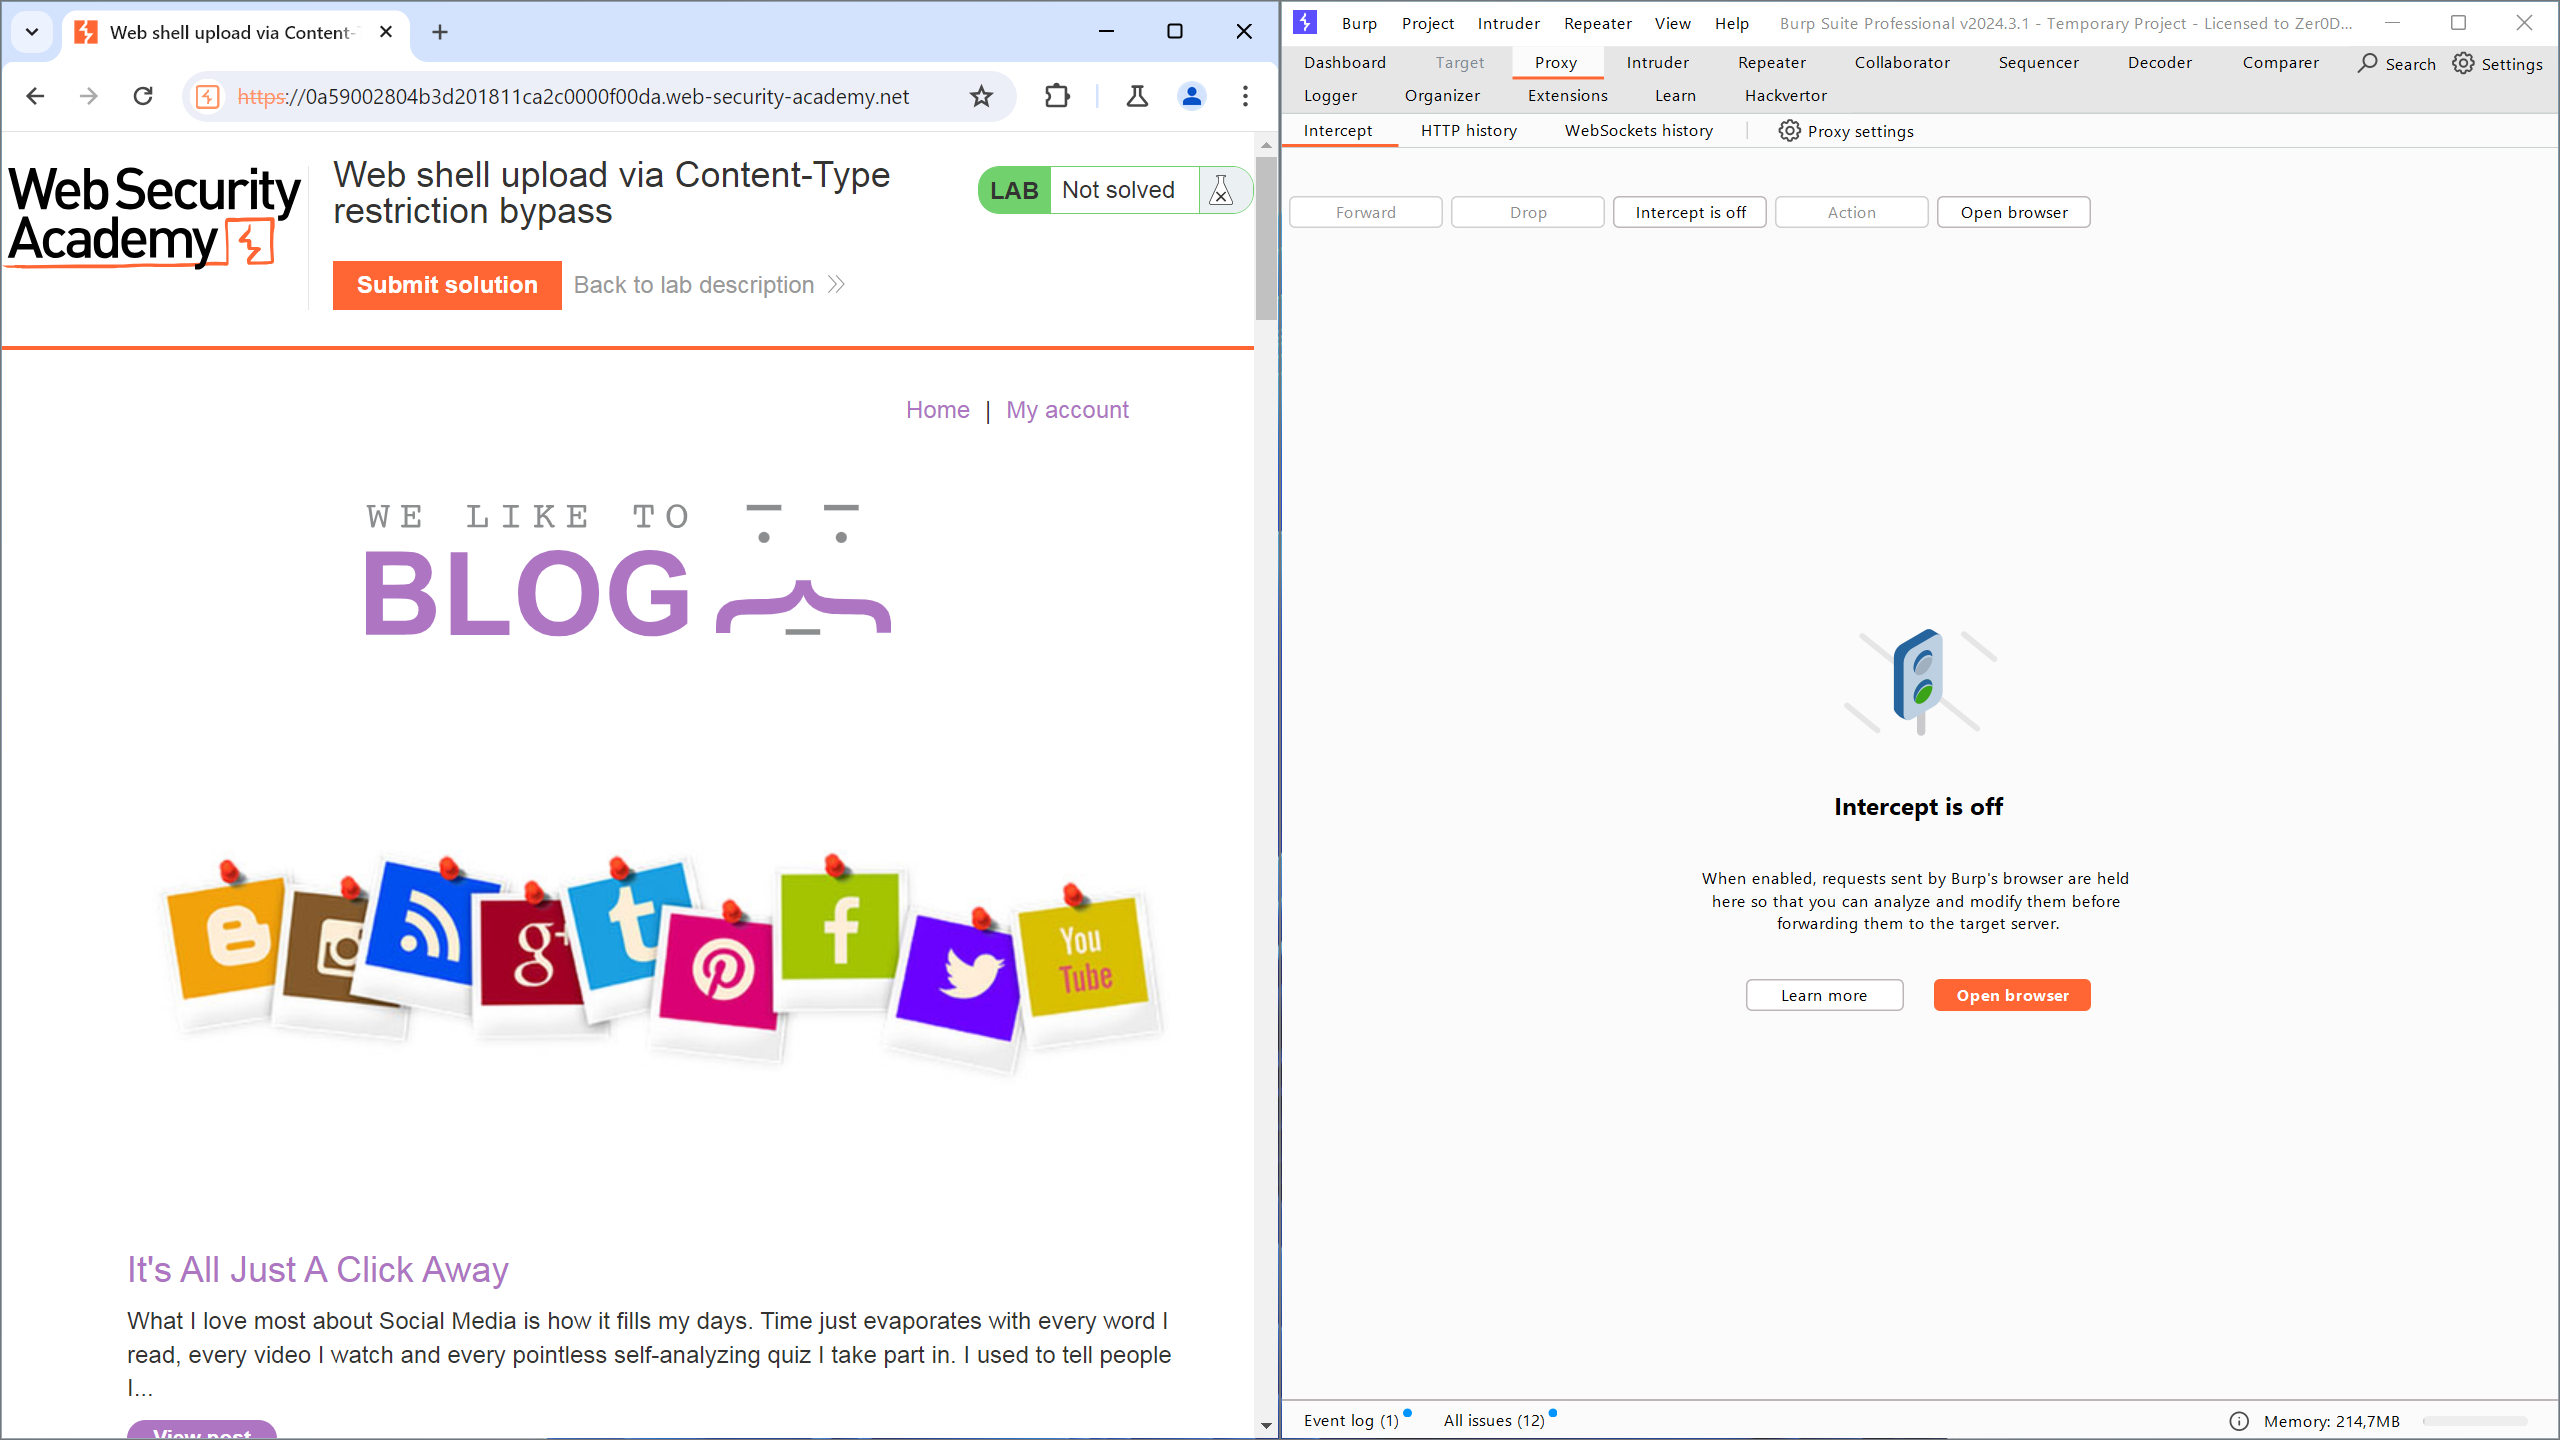 Web shell upload via Content-
https://0a59002804b3d201811ca2c0000f00da.web-security-academy.net
Web Security
Academy
Web shell upload via Content-Type
restriction bypass
LAB
Not solved
Submit solution
Back to lab description
Home | My account
WE LIKE TO
BLOG
g+
You
Tube
It's All Just A Click Away
What I love most about Social Media is how it fills my days. Time just evaporates with every word I
read, every video I watch and every pointless self-analyzing quiz I take part in. I used to tell people
I...
View post
Burp Project Intruder Repeater View Help Burp Suite Professional v2024.3.1 - Temporary Project - Licensed to Zer0D...
Dashboard Target Proxy Intruder Repeater Collaborator Sequencer Decoder Comparer Search Settings
Logger Organizer Extensions Learn Hackvertor
Intercept HTTP history WebSockets history Proxy settings
Forward Drop Intercept is off Action Open browser
Intercept is off
When enabled, requests sent by Burp's browser are held
here so that you can analyze and modify them before
forwarding them to the target server.
Learn more Open browser
Event log (1) All issues (12) Memory: 214,7MB